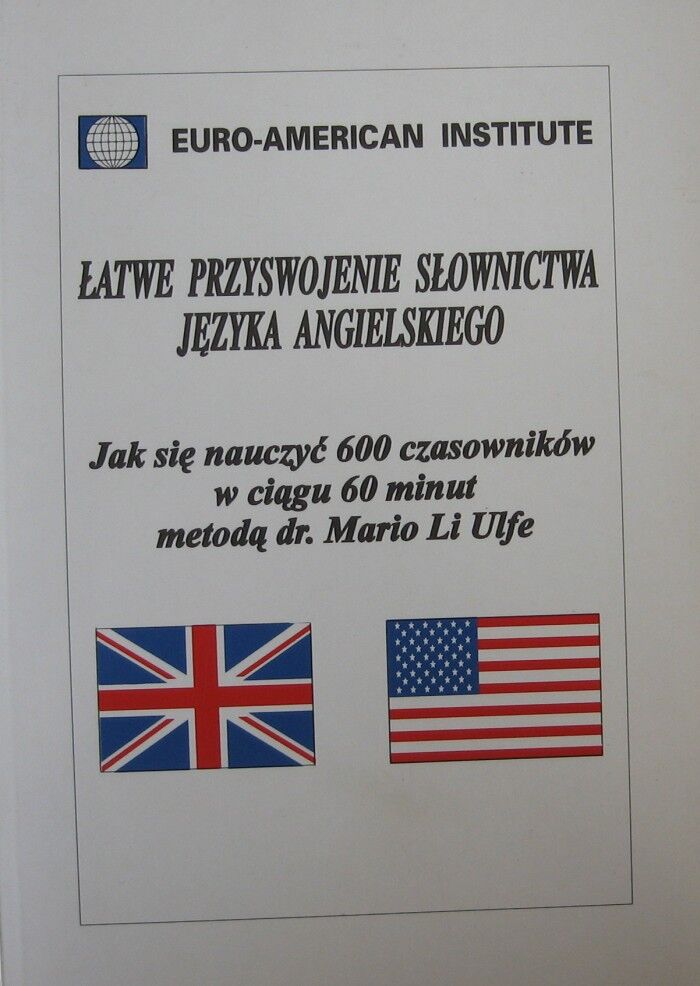 EURO-AMERICAN INSTITUTE
ŁATWE PRZYSWOJENIE SŁOWNICTWA
JĘZYKA ANGIELSKIEGO
Jak się nauczyć 600 czasowników
w ciągu 60 minut
metodą dr. Mario Li Ulfe